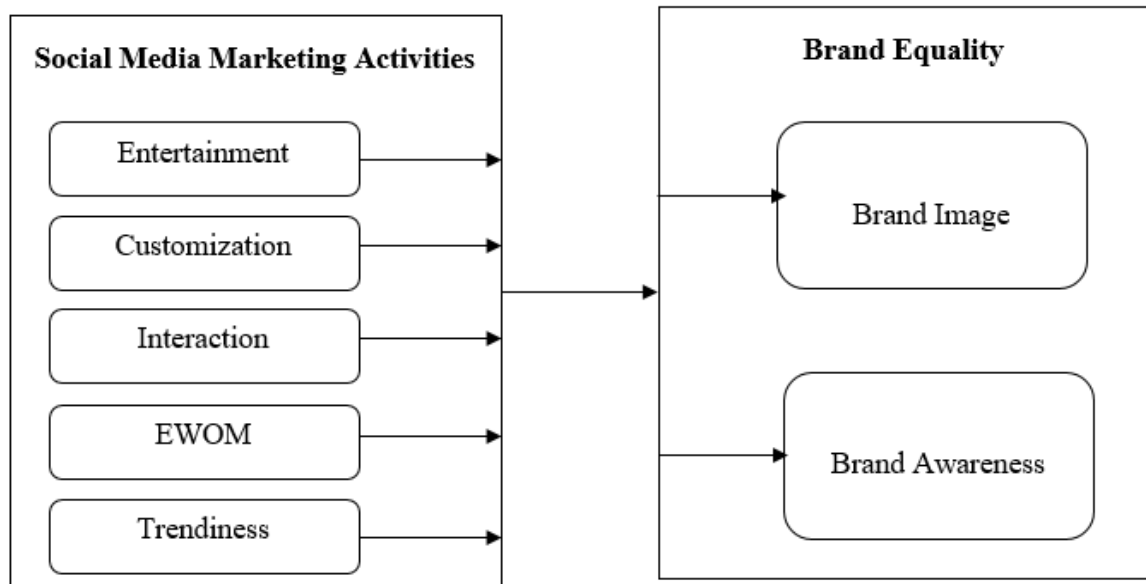 Social Media Marketing Activities
Entertainment
Customization
Interaction
EWOM
Trendiness
Brand Equality
Brand Image
Brand Awareness